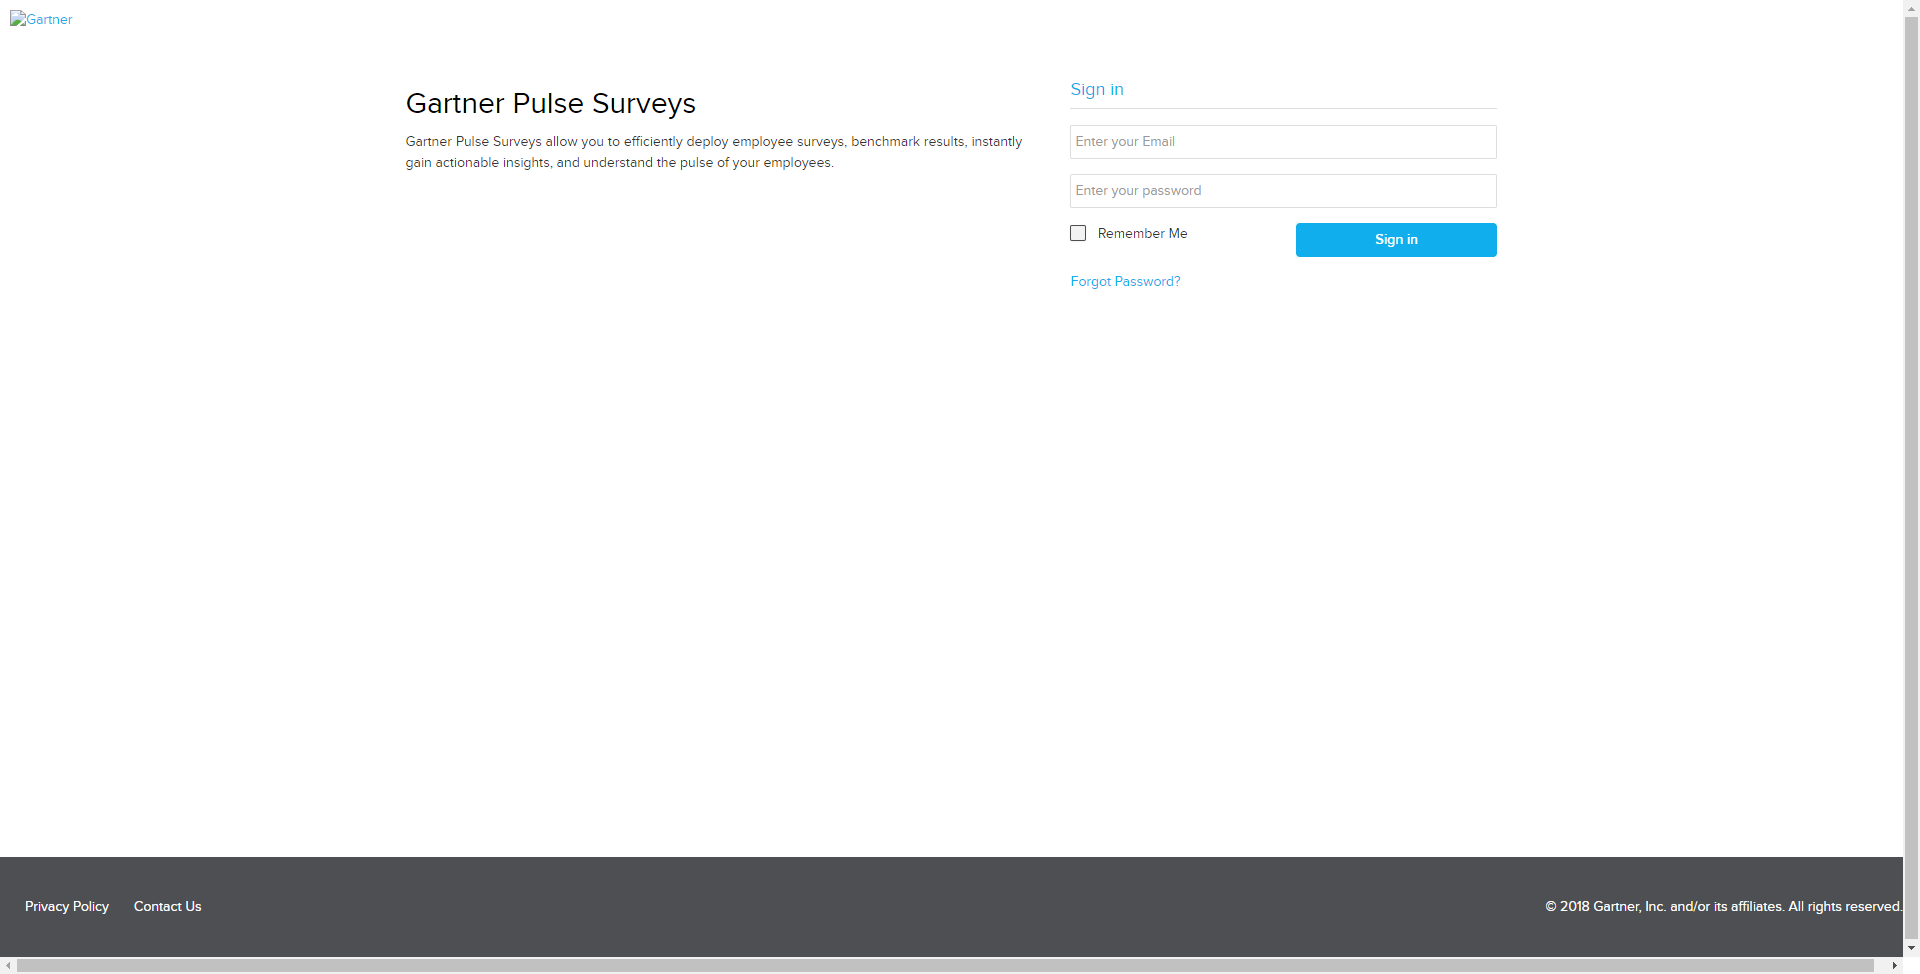 Gartner
Gartner Pulse Surveys
Gartner Pulse Surveys allow you to efficiently deploy employee surveys, benchmark results, instantly
gain actionable insights, and understand the pulse of your employees.
Sign in
Enter your Email
Enter your password
Remember Me
Sign in
Forgot Password?
Privacy Policy
Contact Us
© 2018 Gartner, Inc. and/or its affiliates. All rights reserved.